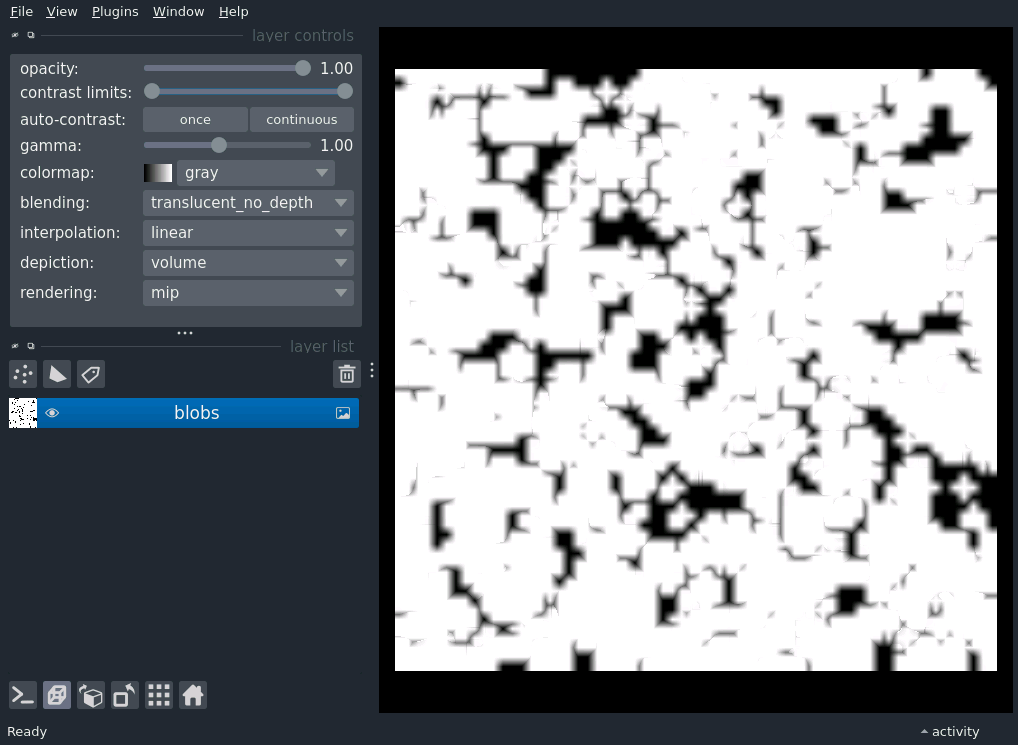 File View Plugins Window Help
layer controls
opacity: 1.00
contrast limits:
auto-contrast: once continuous
gamma: 1.00
colormap: gray
blending: translucent_no_depth
interpolation: linear
depiction: volume
rendering: mip
layer list
blobs
Ready
activity